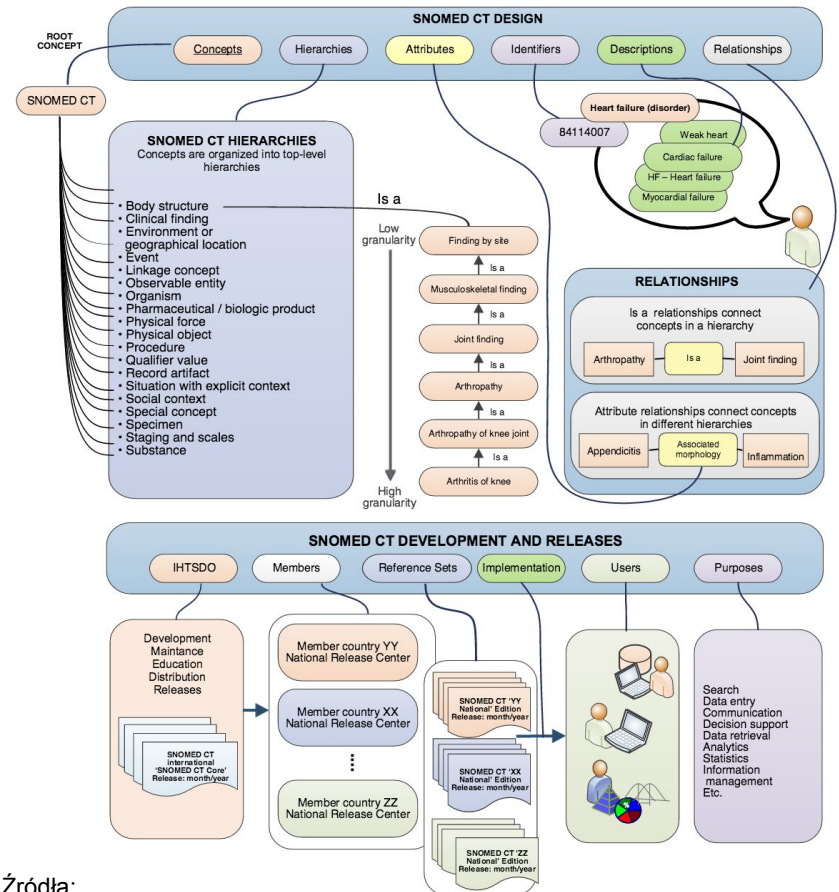 SNOMED CT DESIGN
ROOT
CONCEPT
Concepts
Hierarchies
Attributes
Identifiers
Descriptions
Relationships
SNOMED CT
SNOMED CT HIERARCHIES
Concepts are organized into top-level
hierarchies
• Body structure
• Clinical finding
• Environment or
geographical location
• Event
• Linkage concept
• Observable entity
• Organism
• Pharmaceutical / biologic product
• Physical force
• Physical object
• Procedure
• Qualifier value
• Record artifact
• Situation with explicit context
• Social context
• Special concept
• Specimen
• Staging and scales
• Substance
Is a
Low
granularity
High
granularity
Finding by site
Is a
Musculoskeletal finding
Is a
Joint finding
Is a
Arthropathy
Is a
Arthropathy of knee joint
Is a
Arthritis of knee
Heart failure (disorder)
84114007
Weak heart
Cardiac failure
HF – Heart failure
Myocardial failure
RELATIONSHIPS
Is a relationships connect
concepts in a hierarchy
Arthropathy
Is a
Joint finding
Attribute relationships connect concepts
in different hierarchies
Appendicitis
Associated
morphology
Inflammation
SNOMED CT DEVELOPMENT AND RELEASES
IHTSDO
Members
Reference Sets
Implementation
Users
Purposes
Development
Maintance
Education
Distribution
Releases
SNOMED CT
international
'SNOMED CT Core'
Release: month/year
Member country YY
National Release Center
Member country XX
National Release Center
Member country ZZ
National Release Center
SNOMED CT 'YY
National' Edition
Release: month/year
SNOMED CT 'XX
National' Edition
Release: month/year
SNOMED CT 'ZZ
National' Edition
Release: month/year
%
Search
Data entry
Communication
Decision support
Data retrieval
Analytics
Statistics
Information
management
Etc.
Źródła: